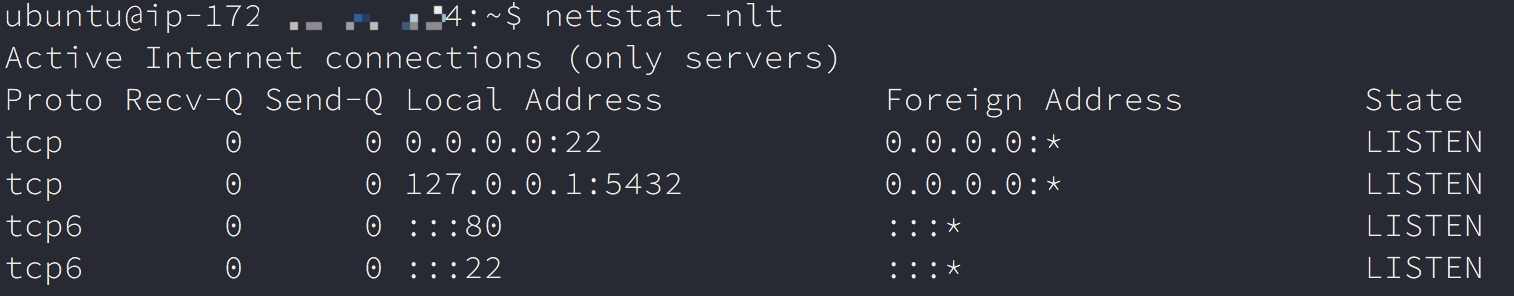 ubuntu@ip-172 4:~$ netstat -nlt
Active Internet connections (only servers)
Proto Recv-Q Send-Q Local Address Foreign Address State
tcp 0 0 0.0.0.0:22 0.0.0.0:* LISTEN
tcp 0 0 127.0.0.1:5432 0.0.0.0:* LISTEN
tcp6 0 0 :::80 :::* LISTEN
tcp6 0 0 :::22 :::* LISTEN